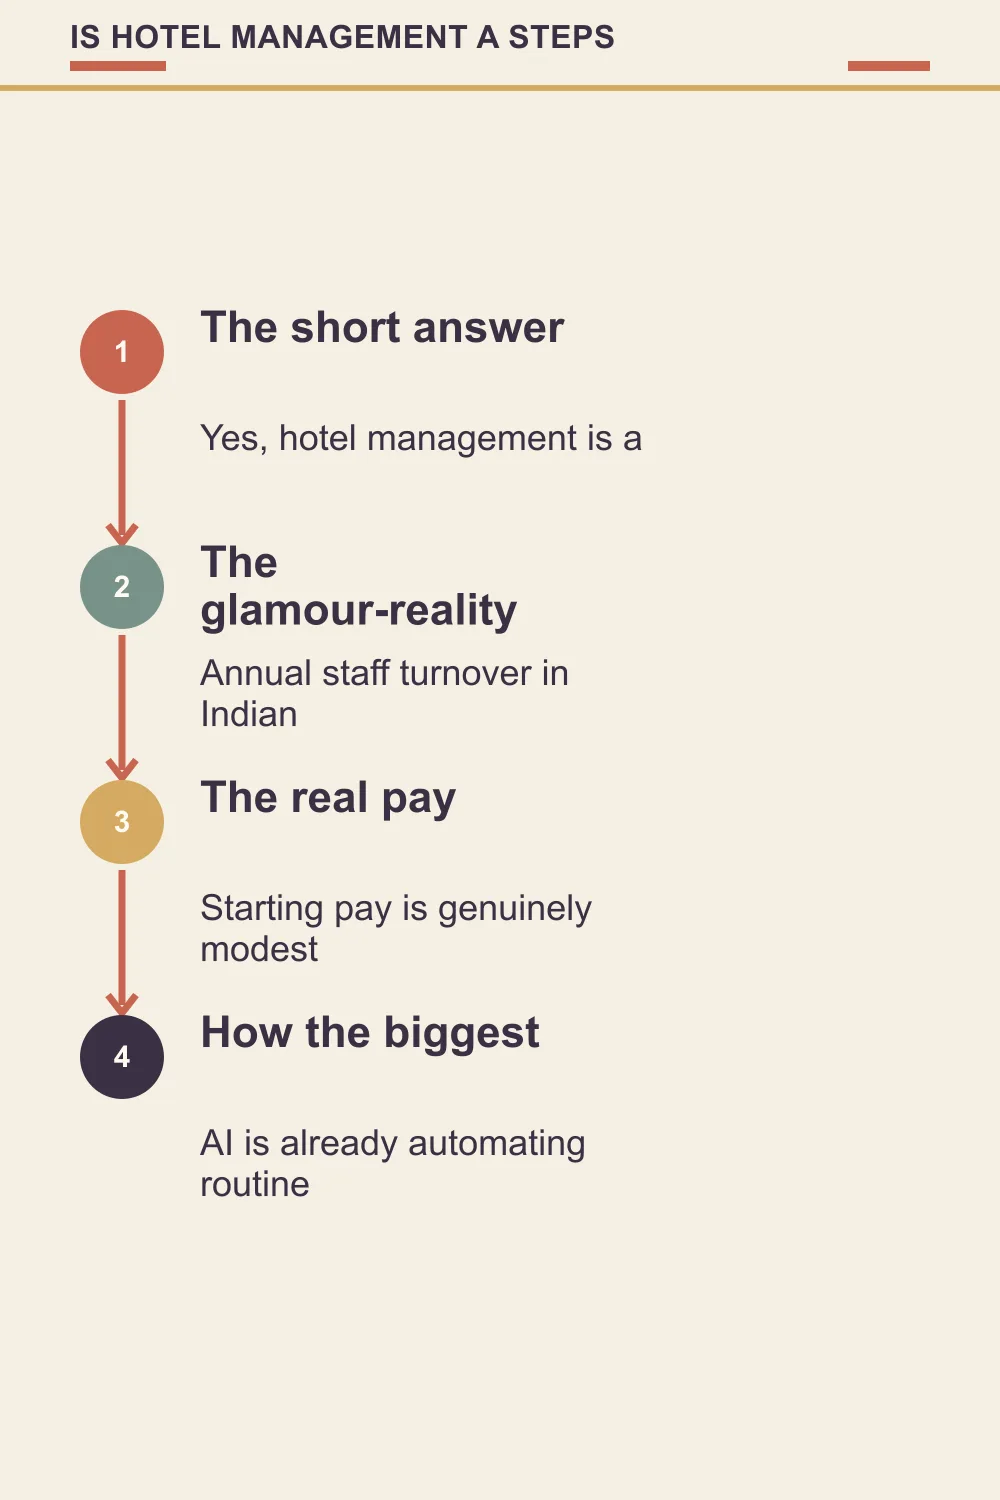 IS HOTEL MANAGEMENT A STEPS
1
The short answer
Yes, hotel management is a
2
The
glamour-reality
Annual staff turnover in
Indian
3
The real pay
Starting pay is genuinely
modest
4
How the biggest
AI is already automating
routine